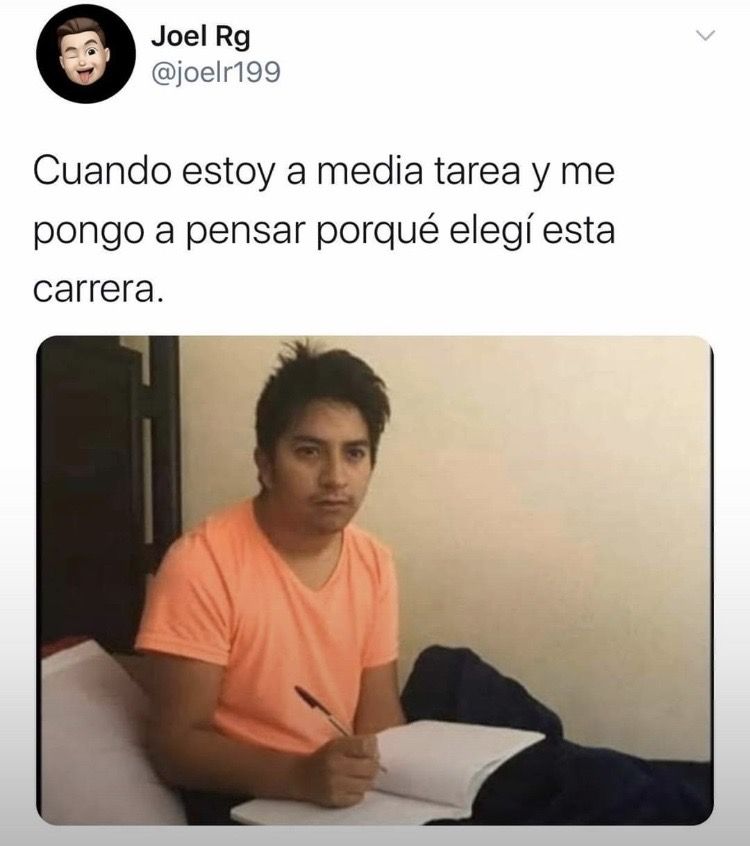 Joel Rg
@joelr199
Cuando estoy a media tarea y me
pongo a pensar porqué elegí esta
carrera.